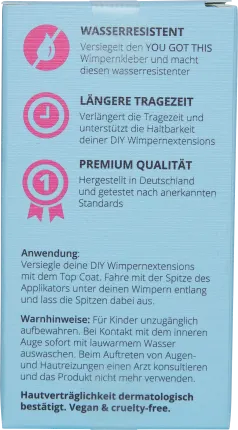 WASSERRESISTENT
Versiegelt den YOU GOT THIS
Wimpernkleber und macht
diesen wasserresistenter
LÄNGERE TRAGEZEIT
Verlängert die Tragezeit und
unterstützt die Haltbarkeit
deiner DIY Wimpernextensions
1
PREMIUM QUALITÄT
Hergestellt in Deutschland
und getestet nach anerkannten
Standards
Anwendung:
Versiegle deine DIY Wimpernextensions
mit dem Top Coat. Fahre mit der Spitze des
Applikators unter deinen Wimpern entlang
und lass die Spitzen dabei aus.
Warnhinweise: Für Kinder unzugänglich
aufbewahren. Bei Kontakt mit dem inneren
Auge sofort mit lauwarmem Wasser
auswaschen. Beim Auftreten von Augen-
und Hautreizungen einen Arzt konsultieren
und das Produkt nicht mehr verwenden.
Hautverträglichkeit dermatologisch
bestätigt. Vegan & cruelty-free.